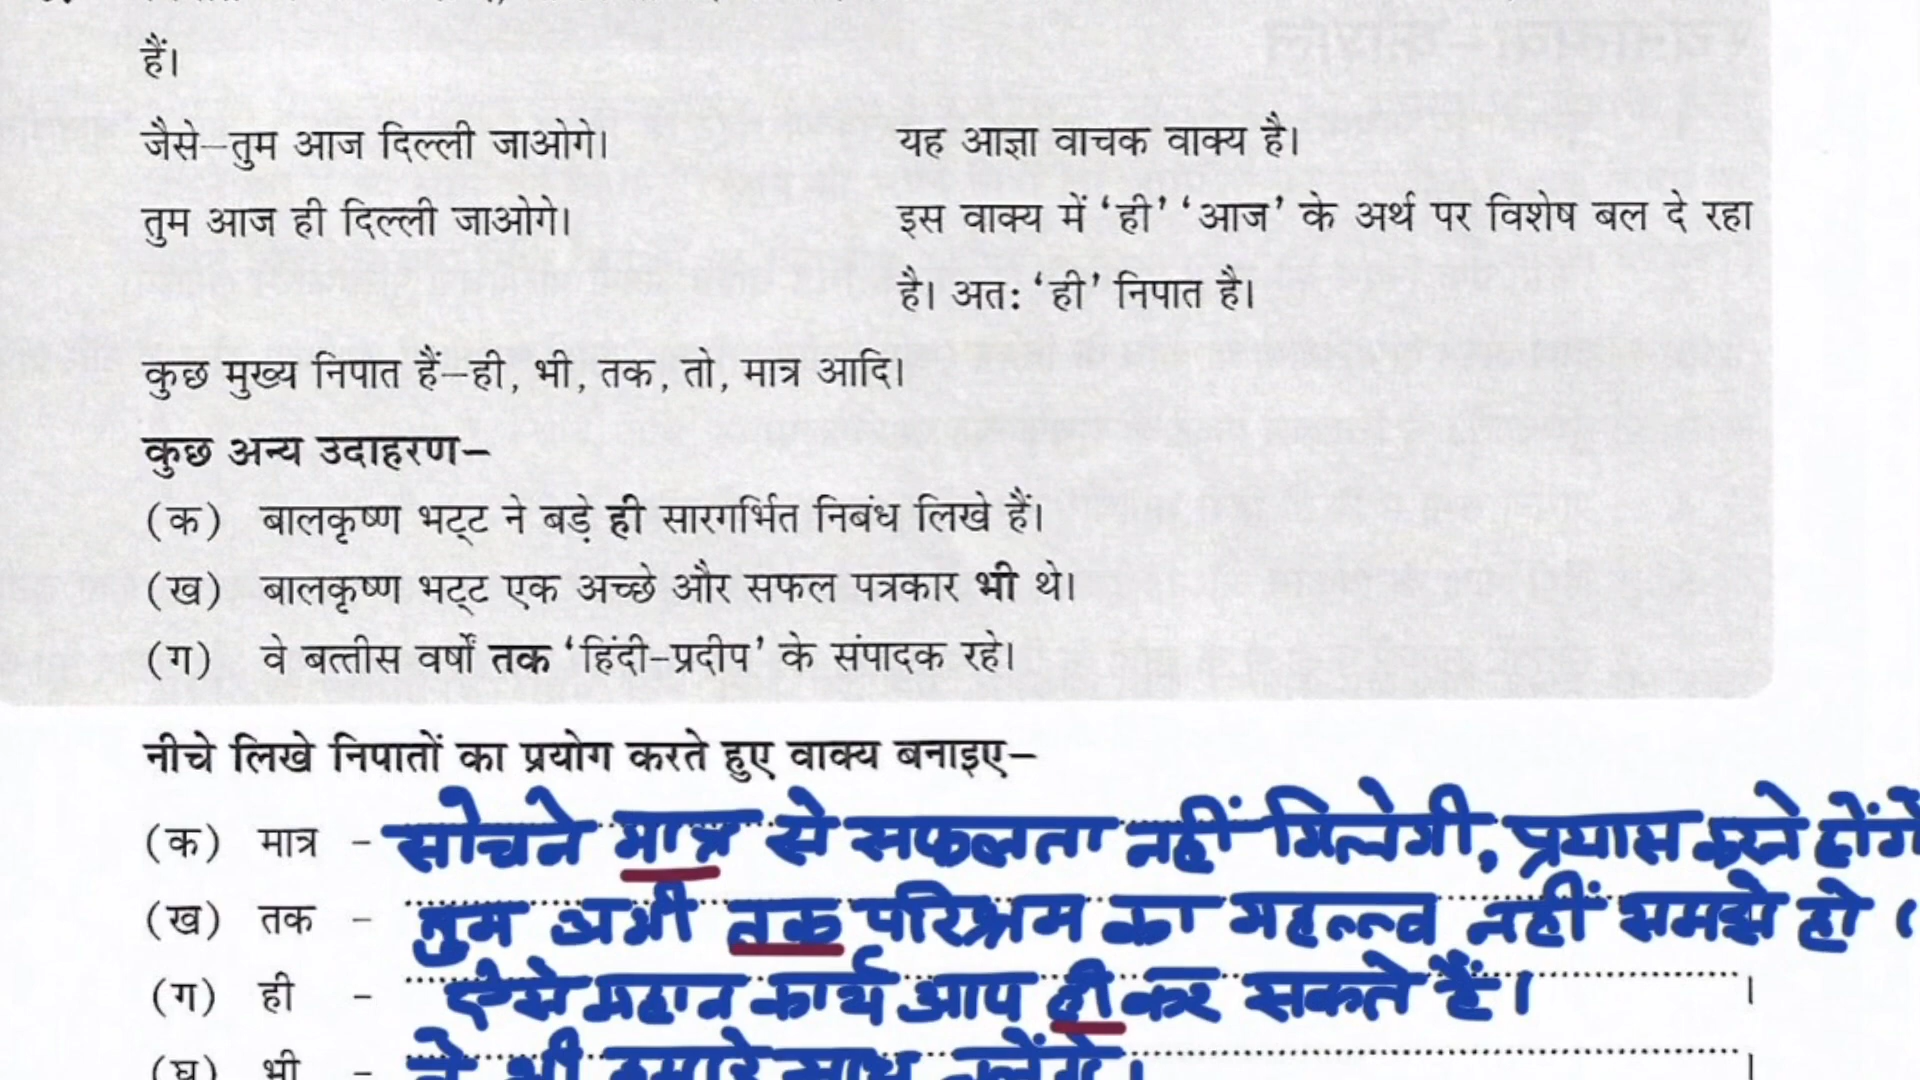 हैं।
जैसे–तुम आज दिल्ली जाओगे। यह आज्ञा वाचक वाक्य है।
तुम आज ही दिल्ली जाओगे। इस वाक्य में ‘ही’ ‘आज’ के अर्थ पर विशेष बल दे रहा
है। अत: ‘ही’ निपात है।
कुछ मुख्य निपात हैं–ही, भी, तक, तो, मात्र आदि।
कुछ अन्य उदाहरण–
(क) बालकृष्ण भट्ट ने बड़े ही सारगर्भित निबंध लिखे हैं।
(ख) बालकृष्ण भट्ट एक अच्छे और सफल पत्रकार भी थे।
(ग) वे बत्तीस वर्षों तक ‘हिंदी-प्रदीप’ के संपादक रहे।
नीचे लिखे निपातों का प्रयोग करते हुए वाक्य बनाइए–
(क) मात्र - सोचने मात्र से सफलता नहीं मिलेगी, प्रयास करने होंगे
(ख) तक - तुम अभी तक परिश्रम का महत्त्व नहीं समझे हो।
(ग) ही - ऐसे महान कार्य आप ही कर सकते हैं।
(घ) भी - वे भी हमारे साथ चलेंगे।